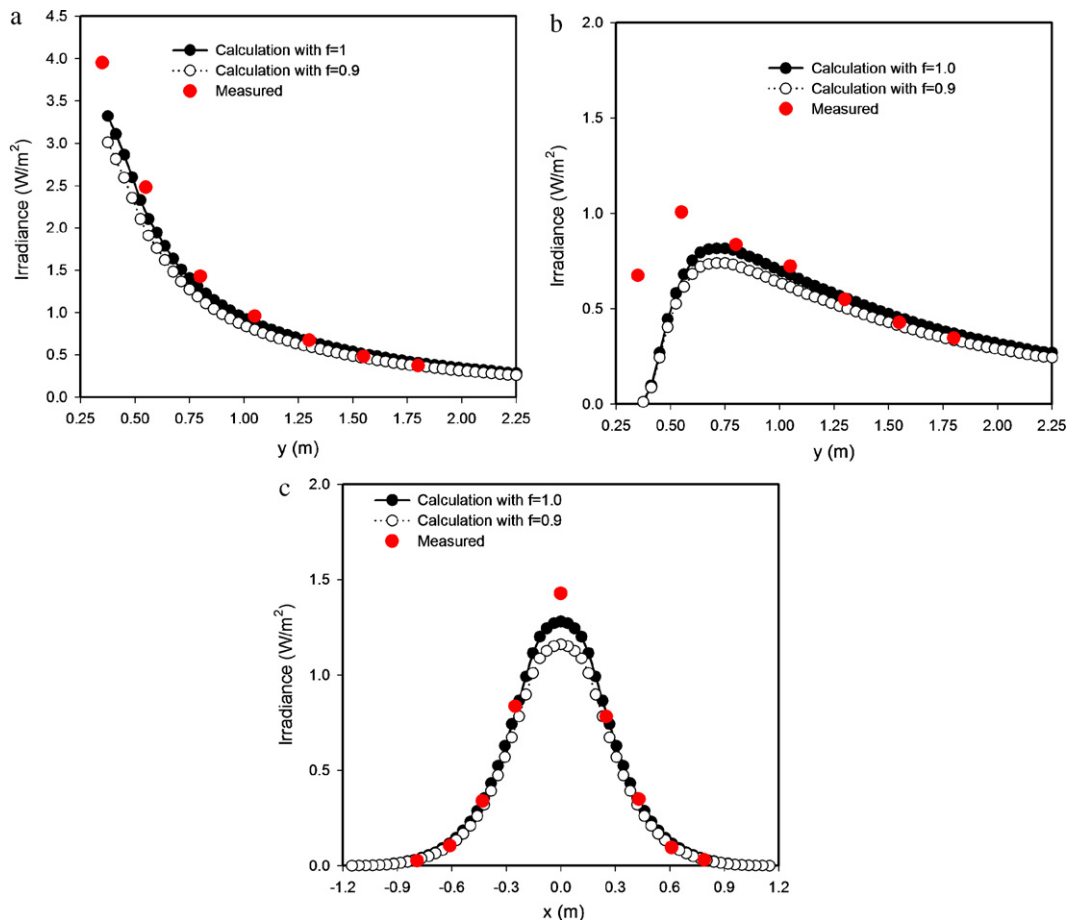 a
4.5
4.0
3.5
3.0
2.5
2.0
1.5
1.0
0.5
0.0
Irradiance (W/m²)
Calculation with f=1
Calculation with f=0.9
Measured
0.25 0.50 0.75 1.00 1.25 1.50 1.75 2.00 2.25
y (m)
b
2.0
1.5
1.0
0.5
0.0
Irradiance (W/m²)
Calculation with f=1.0
Calculation with f=0.9
Measured
0.25 0.50 0.75 1.00 1.25 1.50 1.75 2.00 2.25
y (m)
c
2.0
1.5
1.0
0.5
0.0
Irradiance (W/m²)
Calculation with f=1.0
Calculation with f=0.9
Measured
-1.2 -0.9 -0.6 -0.3 0.0 0.3 0.6 0.9 1.2
x (m)